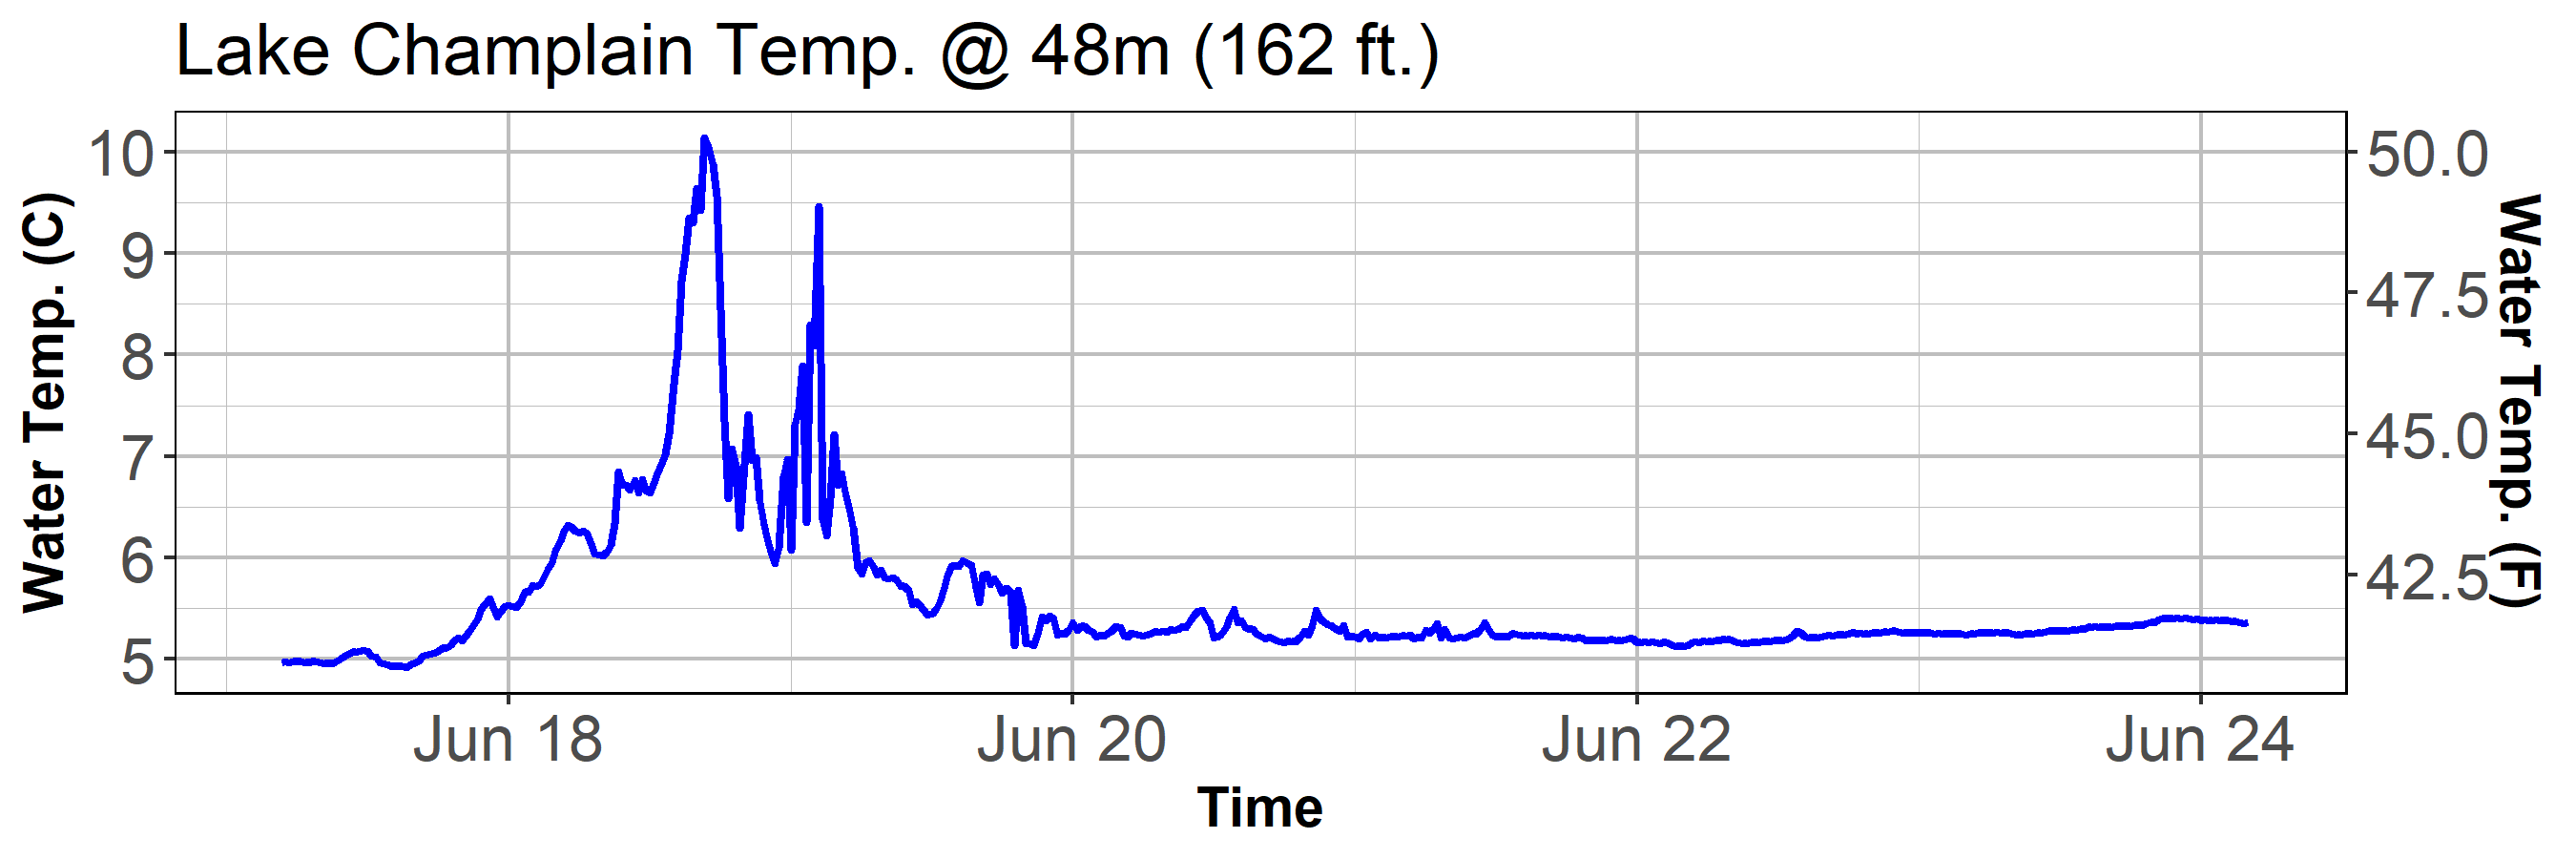 Lake Champlain Temp. @ 48m (162 ft.)
Water Temp. (C)
10
9
8
7
6
5
50.0
47.5
45.0
42.5
Water Temp. (F)
Jun 18
Jun 20
Jun 22
Jun 24
Time